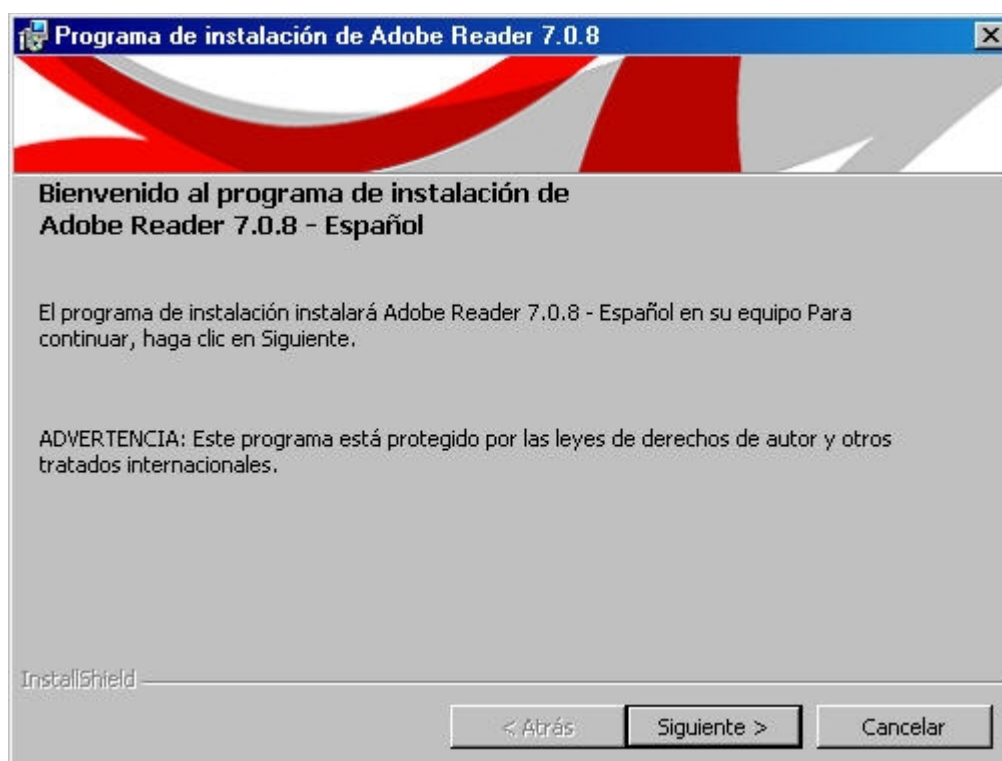 Programa de instalación de Adobe Reader 7.0.8
Bienvenido al programa de instalación de
Adobe Reader 7.0.8 - Español
El programa de instalación instalará Adobe Reader 7.0.8 - Español en su equipo Para
continuar, haga clic en Siguiente.
ADVERTENCIA: Este programa está protegido por las leyes de derechos de autor y otros
tratados internacionales.
InstallShield
< Atrás
Siguiente >
Cancelar